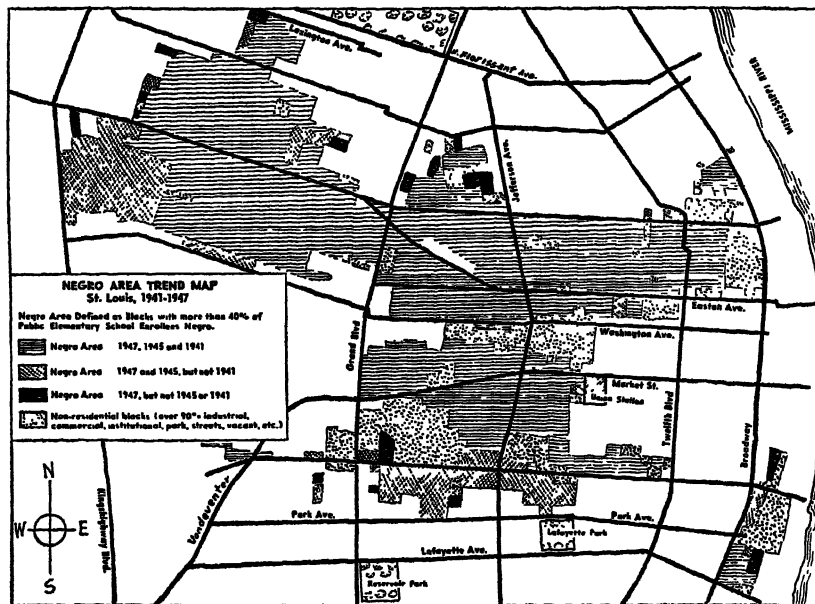 Lexington Ave.
N. Florissant Ave.
MISSISSIPPI RIVER
Jefferson Ave.
NEGRO AREA TREND MAP
St. Louis, 1941-1947
Negro Area Defined as Blocks with more than 40% of
Public Elementary School Enrollees Negro.
Negro Area 1947, 1945 and 1941
Negro Area 1947 and 1945, but not 1941
Negro Area 1947, but not 1945 or 1941
Non-residential blocks (over 90% industrial,
commercial, institutional, park, streets, vacant, etc.)
Easton Ave.
Grand Blvd
Washington Ave.
Market St.
Union Station
Twelfth Blvd
Broadway
N
W
E
S
Kingshighway Blvd.
Vandeventer
Park Ave.
Park Ave.
Lafayette Park
Lafayette Ave.
Reservoir Park